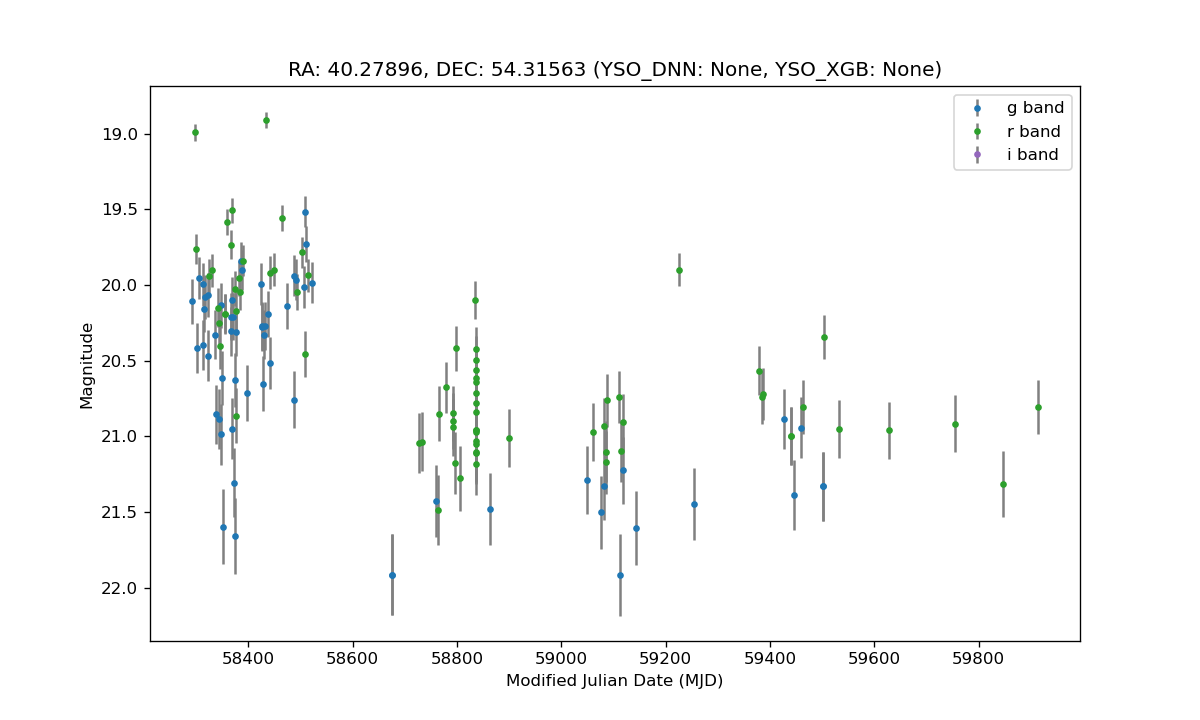 RA: 40.27896, DEC: 54.31563 (YSO_DNN: None, YSO_XGB: None)
g band
r band
i band
19.0
19.5
20.0
20.5
21.0
21.5
22.0
Magnitude
58400 58600 58800 59000 59200 59400 59600 59800
Modified Julian Date (MJD)